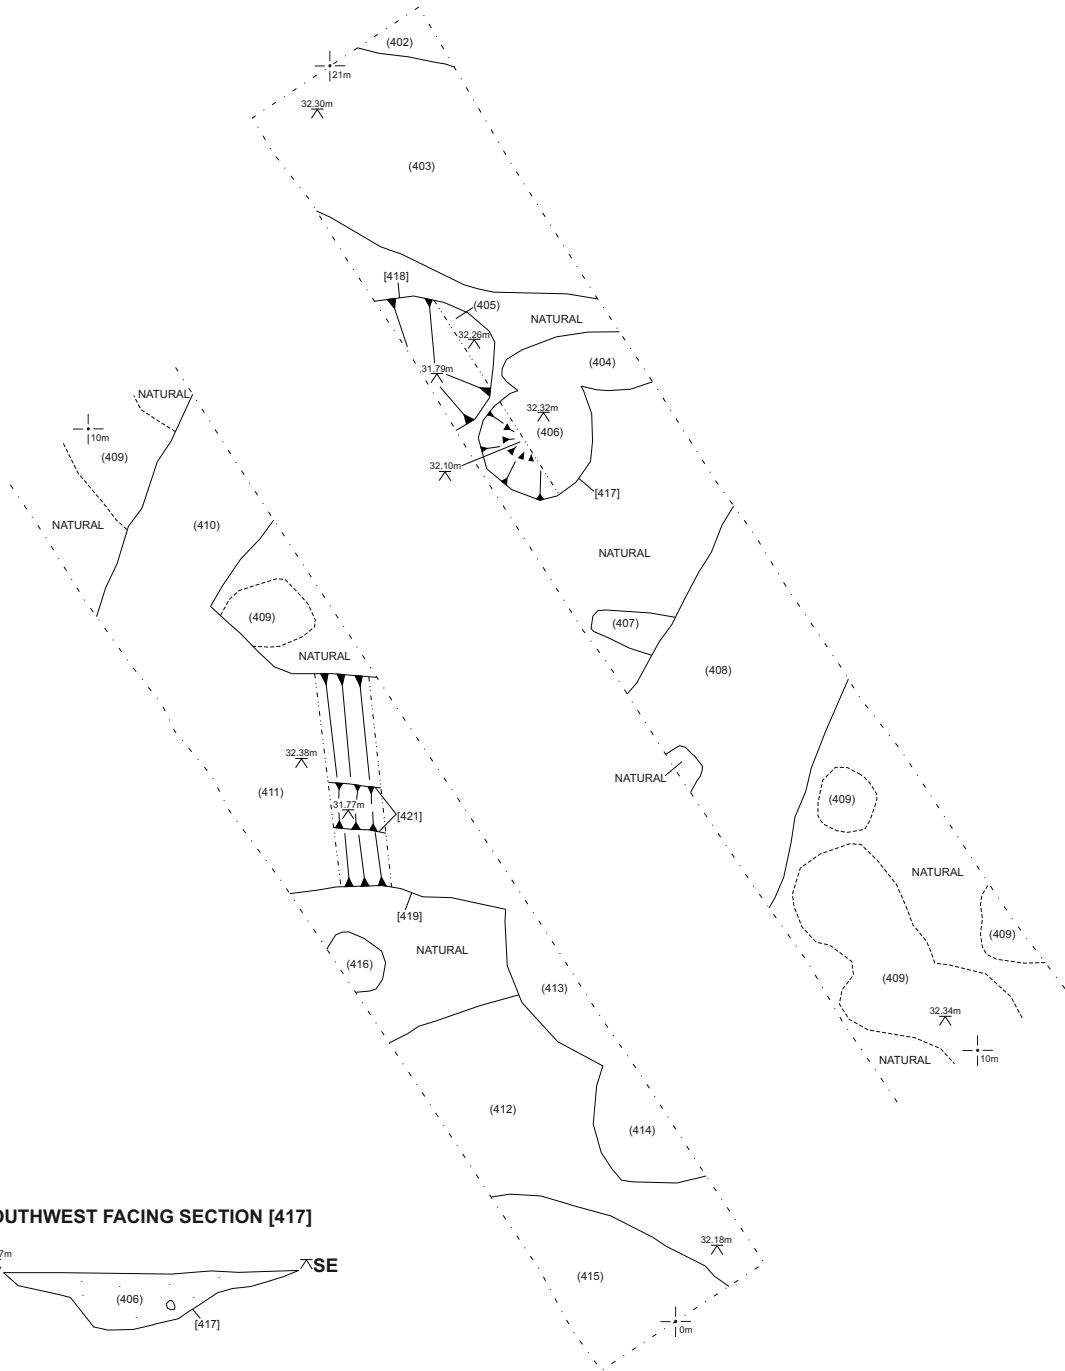 (402)
21m
32.30m
(403)
[418]
(405)
NATURAL
32.26m
(404)
31.79m
32.32m
(406)
32.10m
[417]
NATURAL
(407)
(408)
NATURAL
(409)
NATURAL
(409)
(409)
32.34m
10m
NATURAL
NATURAL
10m
(409)
NATURAL
(410)
(409)
NATURAL
32.38m
(411)
31.77m
[421]
[419]
NATURAL
(416)
(413)
(412)
(414)
32.18m
(415)
0m
OUTHWEST FACING SECTION [417]
7m
SE
(406)
[417]